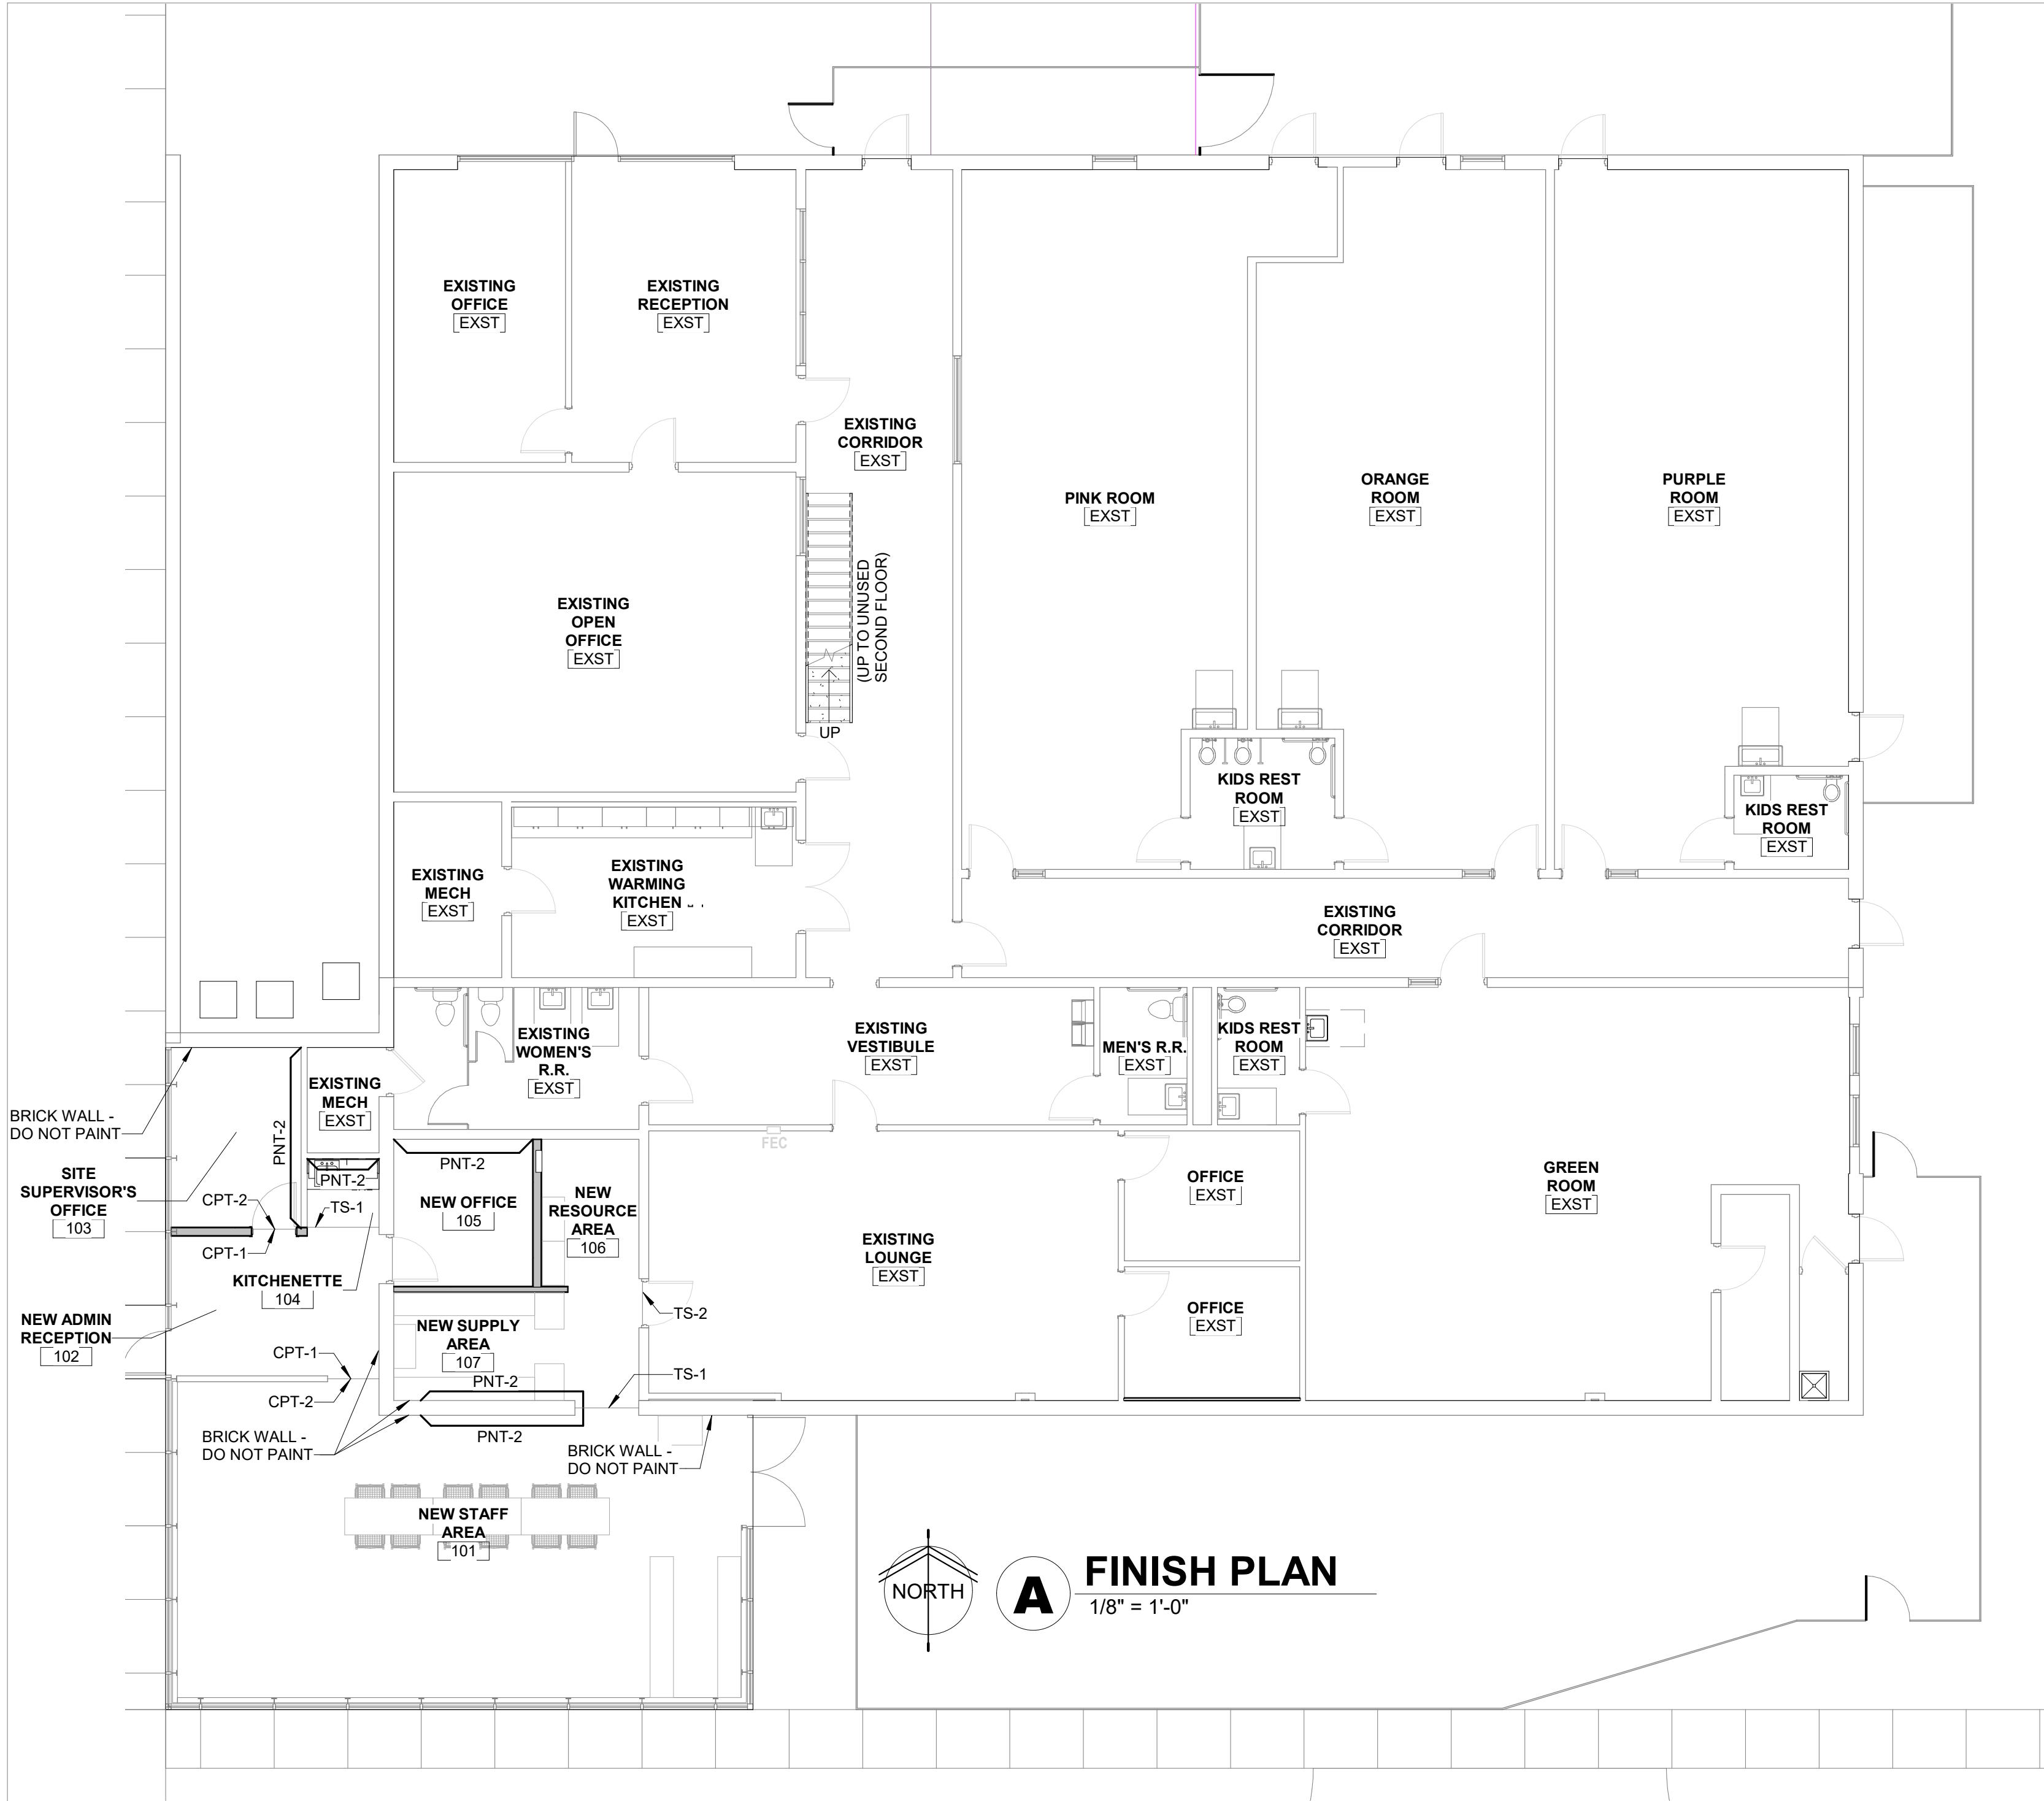 EXISTING
OFFICE
EXST
EXISTING
RECEPTION
EXST
EXISTING
CORRIDOR
EXST
PINK ROOM
EXST
ORANGE
ROOM
EXST
PURPLE
ROOM
EXST
EXISTING
OPEN
OFFICE
EXST
(UP TO UNUSED
SECOND FLOOR)
UP
KIDS REST
ROOM
EXST
KIDS REST
ROOM
EXST
EXISTING
MECH
EXST
EXISTING
WARMING
KITCHEN
EXST
EXISTING
CORRIDOR
EXST
EXISTING
WOMEN'S
R.R.
EXST
EXISTING
VESTIBULE
EXST
MEN'S R.R.
EXST
KIDS REST
ROOM
EXST
EXISTING
MECH
EXST
BRICK WALL -
DO NOT PAINT
PNT-2
FEC
SITE
SUPERVISOR'S
OFFICE
103
CPT-2
CPT-1
PNT-2
TS-1
PNT-2
NEW OFFICE
105
NEW
RESOURCE
AREA
106
OFFICE
EXST
GREEN
ROOM
EXST
EXISTING
LOUNGE
EXST
KITCHENETTE
104
OFFICE
EXST
NEW ADMIN
RECEPTION
102
NEW SUPPLY
AREA
107
TS-2
CPT-1
CPT-2
PNT-2
TS-1
PNT-2
BRICK WALL -
DO NOT PAINT
BRICK WALL -
DO NOT PAINT
NEW STAFF
AREA
101
NORTH
A
FINISH PLAN
1/8" = 1'-0"